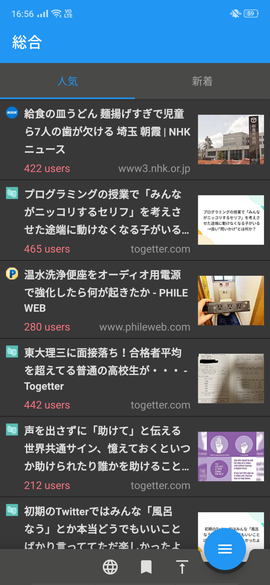 16:56
89
総合
人気
新着
給食の皿うどん 麺揚げすぎで児童
ら7人の歯が欠ける 埼玉 朝霞 | NHK
ニュース
422 users
www3.nhk.or.jp
プログラミングの授業で「みんな
がニッコリするセリフ」を考えさ
せた途端に動けなくなる子がいる...
465 users
togetter.com
温水洗浄便座をオーディオ用電源
で強化したら何が起きたか - PHILE
WEB
280 users
www.phileweb.com
東大理三に面接落ち！合格者平均
を超えてる普通の高校生が・・・ -
Togetter
442 users
togetter.com
声を出さずに「助けて」と伝える
世界共通サイン、憶えておくといつ
か助けられたり誰かを助けること...
212 users
togetter.com
初期のTwitterではみんな「風呂
なう」とか本当どうでもいいこと
ばかり言っててただ楽しかったよ